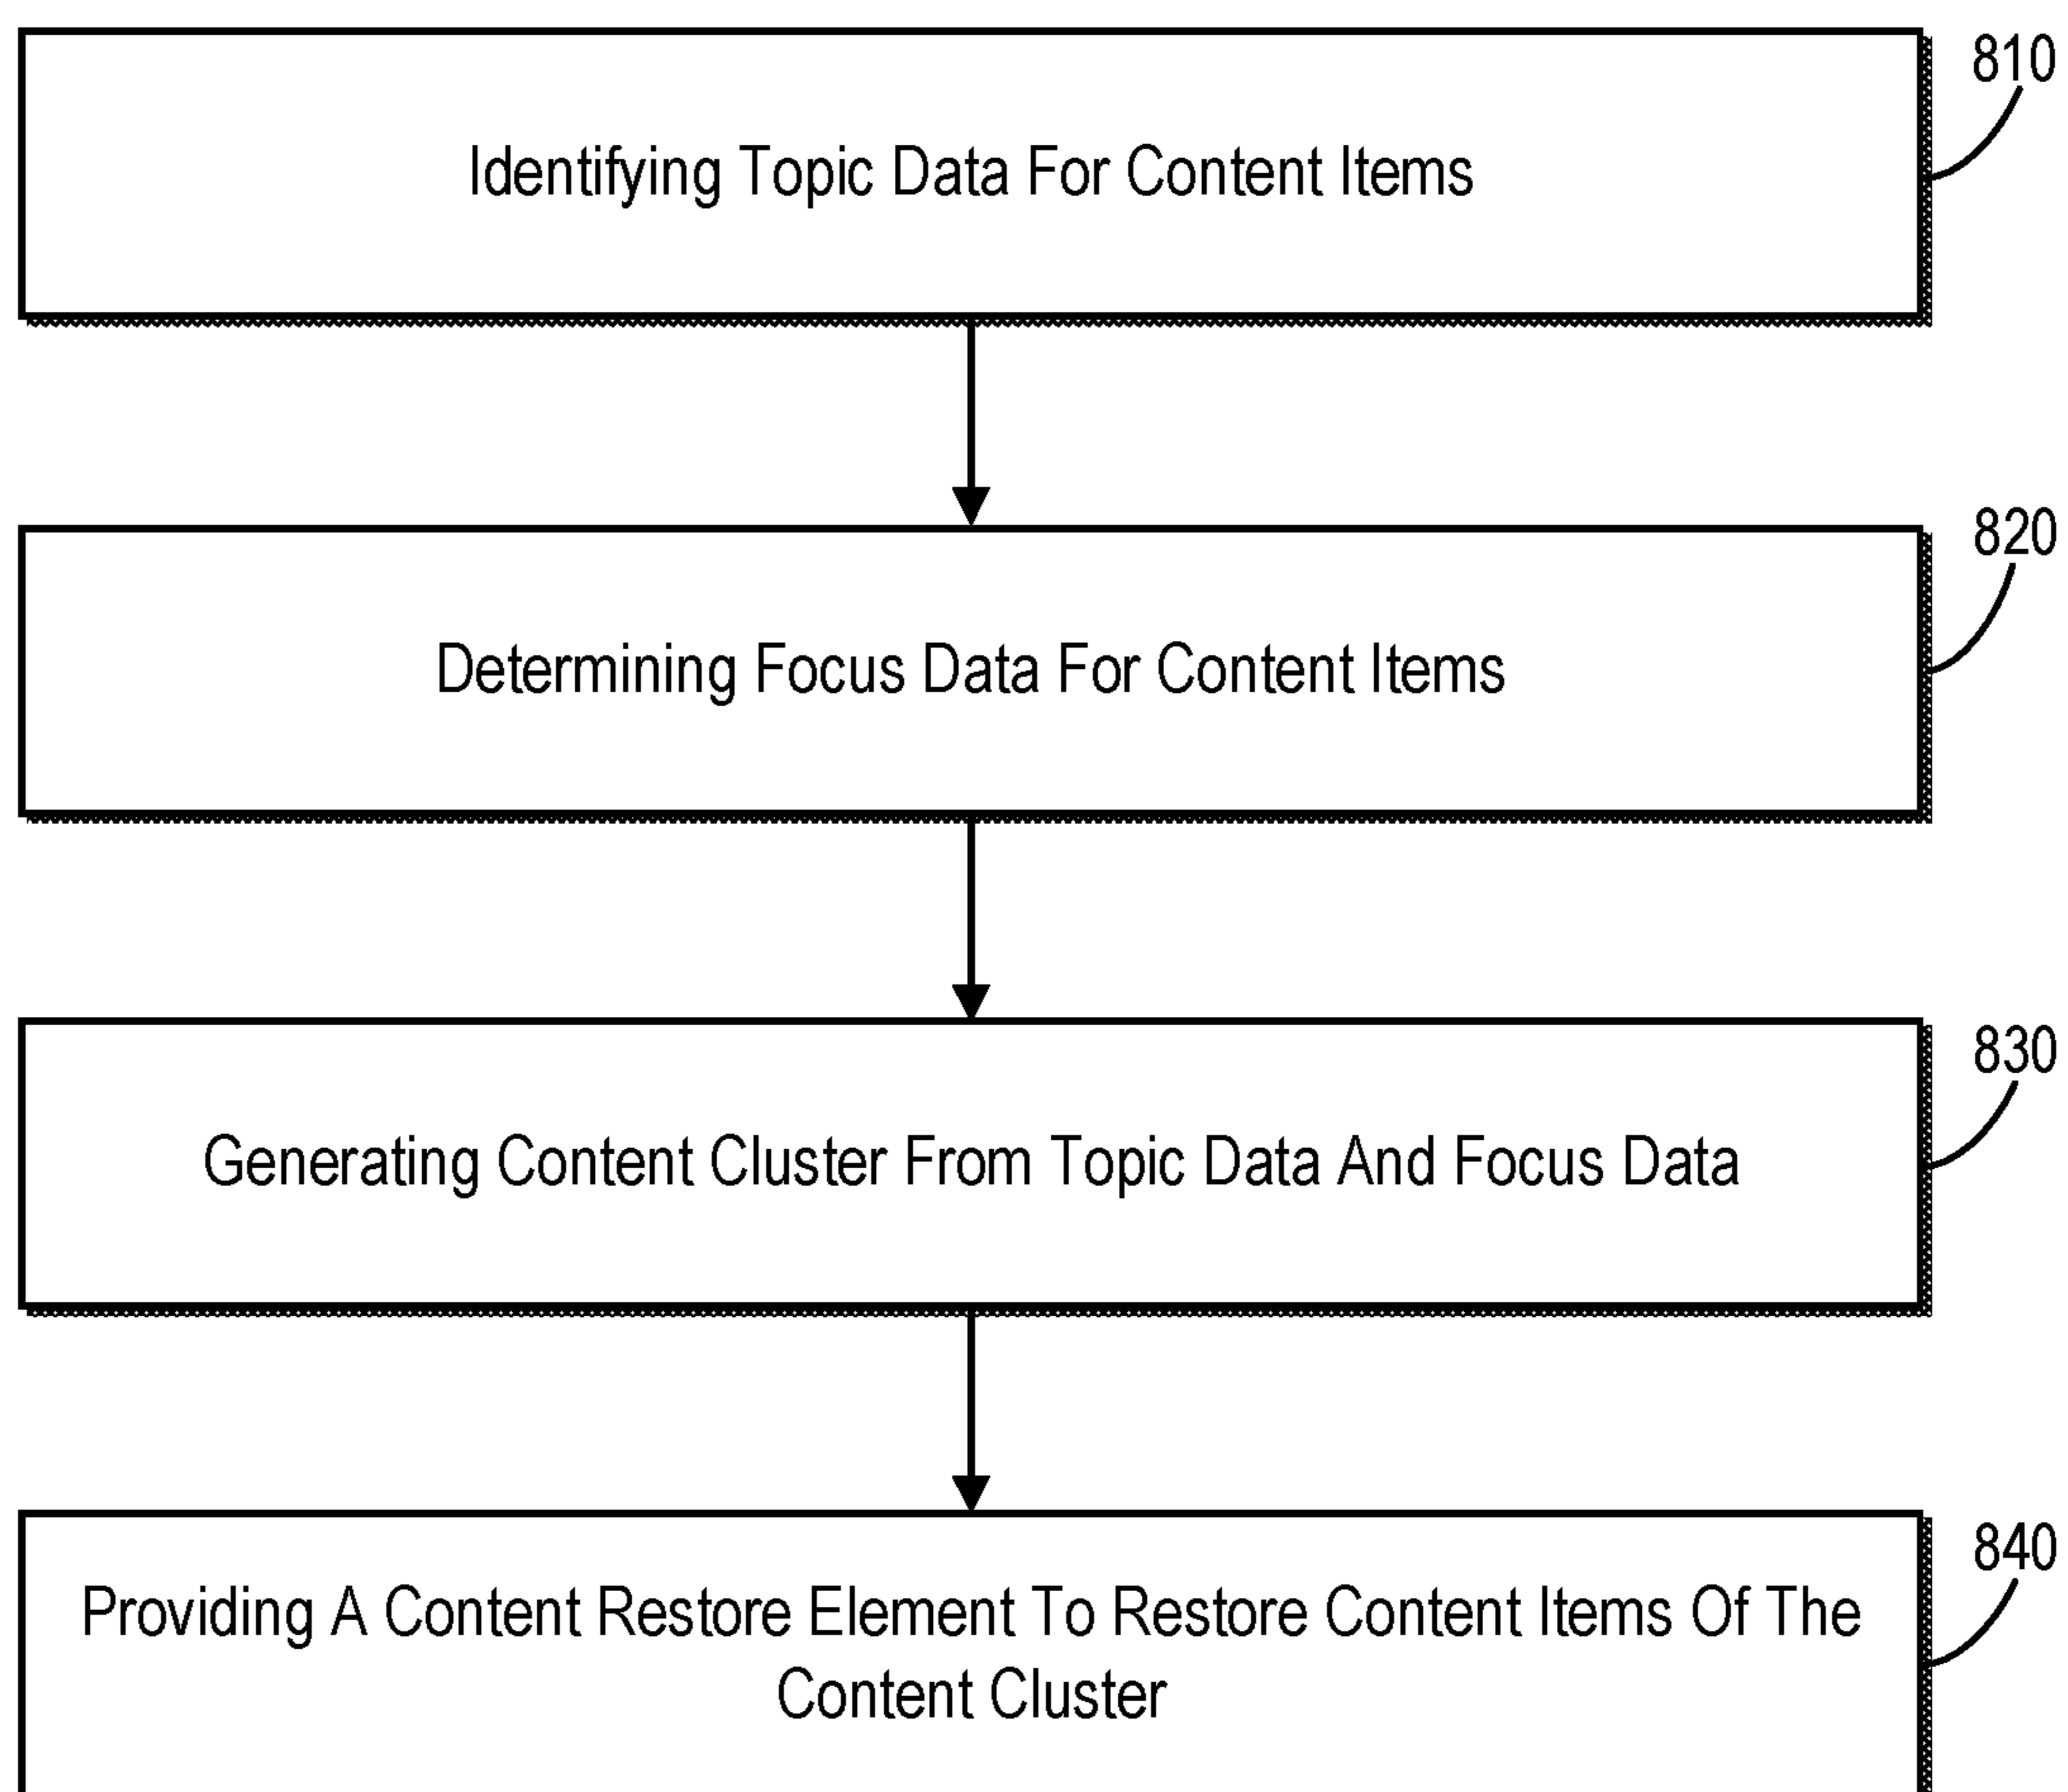 810
Identifying Topic Data For Content Items
820
Determining Focus Data For Content Items
830
Generating Content Cluster From Topic Data And Focus Data
840
Providing A Content Restore Element To Restore Content Items Of The
Content Cluster